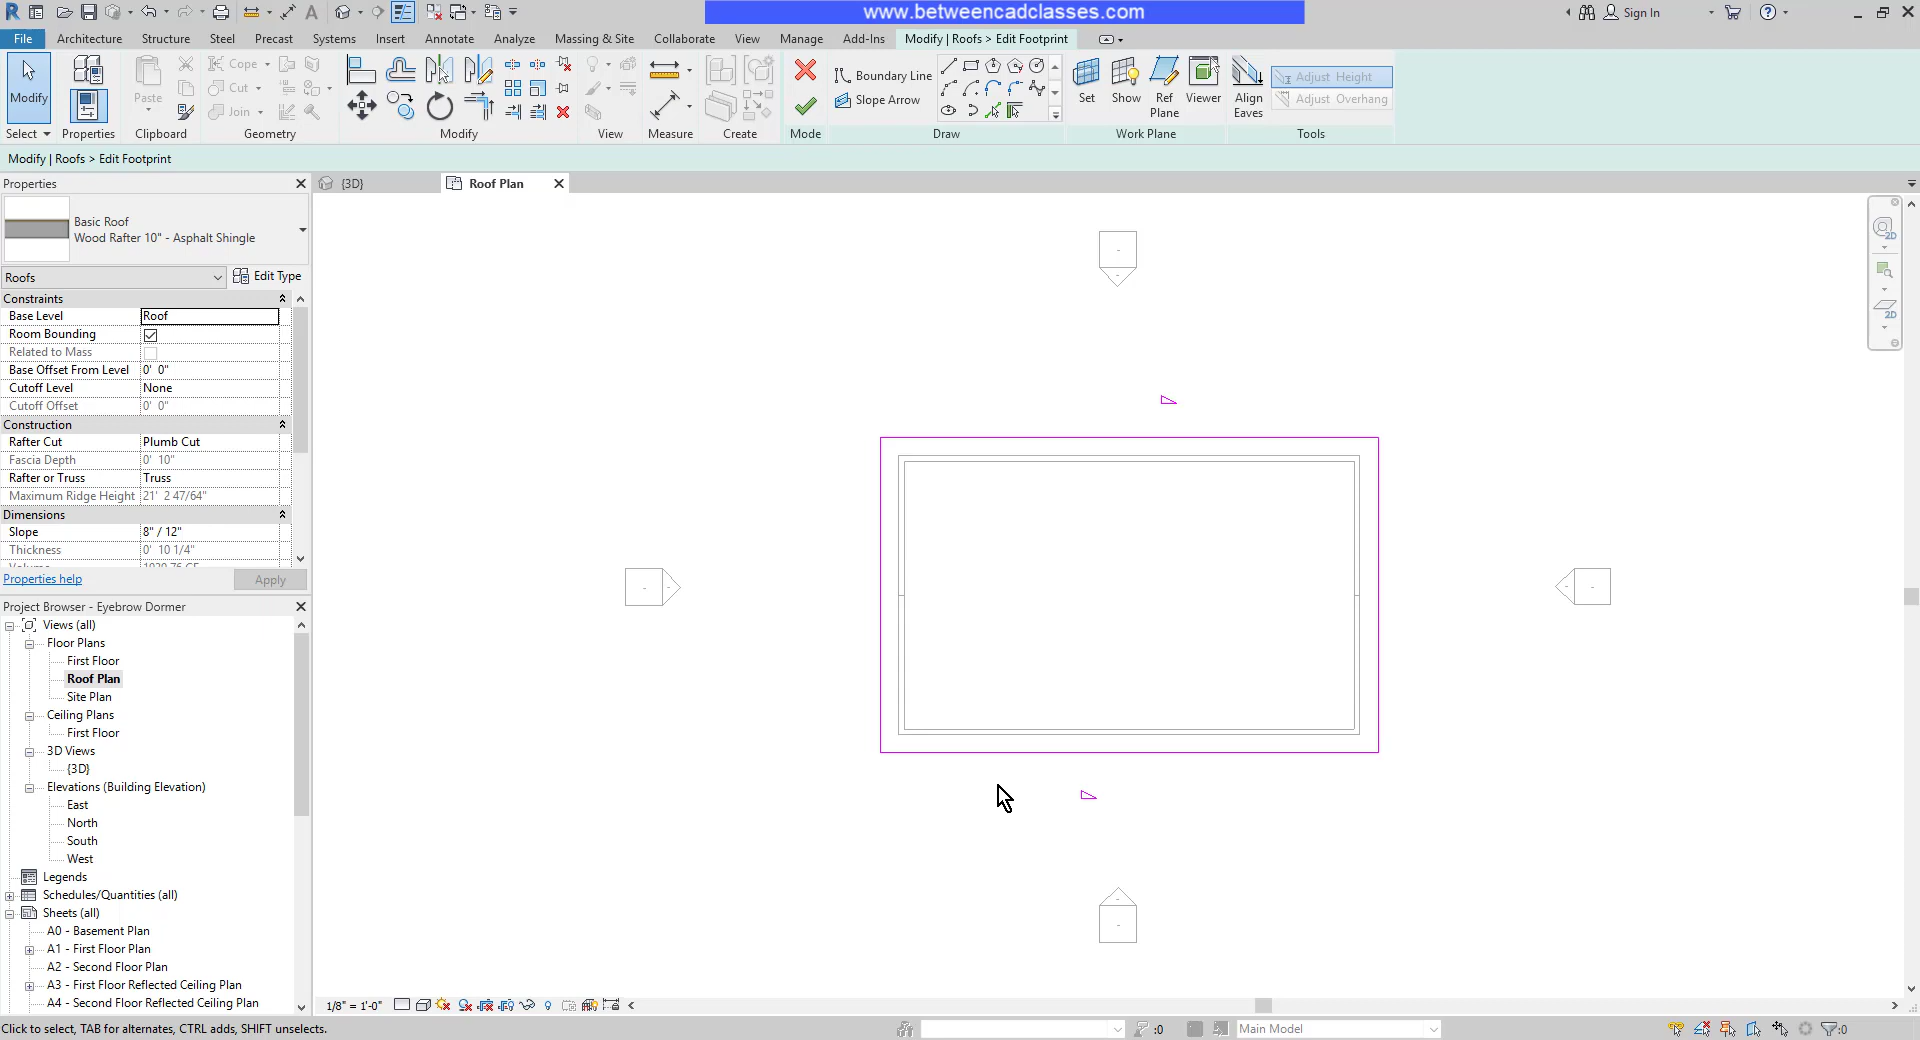 www.betweencadclasses.com
Sign In
File Architecture Structure Steel Precast Systems Insert Annotate Analyze Massing & Site Collaborate View Manage Add-Ins Modify | Roofs > Edit Footprint
Modify
Select
Properties
Paste
Cope
Cut
Join
Clipboard
Geometry
Modify
View
Measure
Create
Mode
Boundary Line
Slope Arrow
Draw
Set
Show
Ref
Plane
Viewer
Work Plane
Align
Eaves
Adjust Height
Adjust Overhang
Tools
Modify | Roofs > Edit Footprint
Properties
Basic Roof
Wood Rafter 10" - Asphalt Shingle
Roofs
Edit Type
Constraints
Base Level Roof
Room Bounding
Related to Mass
Base Offset From Level 0' 0"
Cutoff Level None
Cutoff Offset 0' 0"
Construction
Rafter Cut Plumb Cut
Fascia Depth 0' 10"
Rafter or Truss Truss
Maximum Ridge Height 21' 2 47/64"
Dimensions
Slope 8" / 12"
Thickness 0' 10 1/4"
Properties help
Apply
{3D}
Roof Plan
Project Browser - Eyebrow Dormer
Views (all)
Floor Plans
First Floor
Roof Plan
Site Plan
Ceiling Plans
First Floor
3D Views
{3D}
Elevations (Building Elevation)
East
North
South
West
Legends
Schedules/Quantities (all)
Sheets (all)
A0 - Basement Plan
A1 - First Floor Plan
A2 - Second Floor Plan
A3 - First Floor Reflected Ceiling Plan
A4 - Second Floor Reflected Ceiling Plan
2D
2D
1/8" = 1'-0"
Click to select, TAB for alternates, CTRL adds, SHIFT unselects.
:0
Main Model
:0